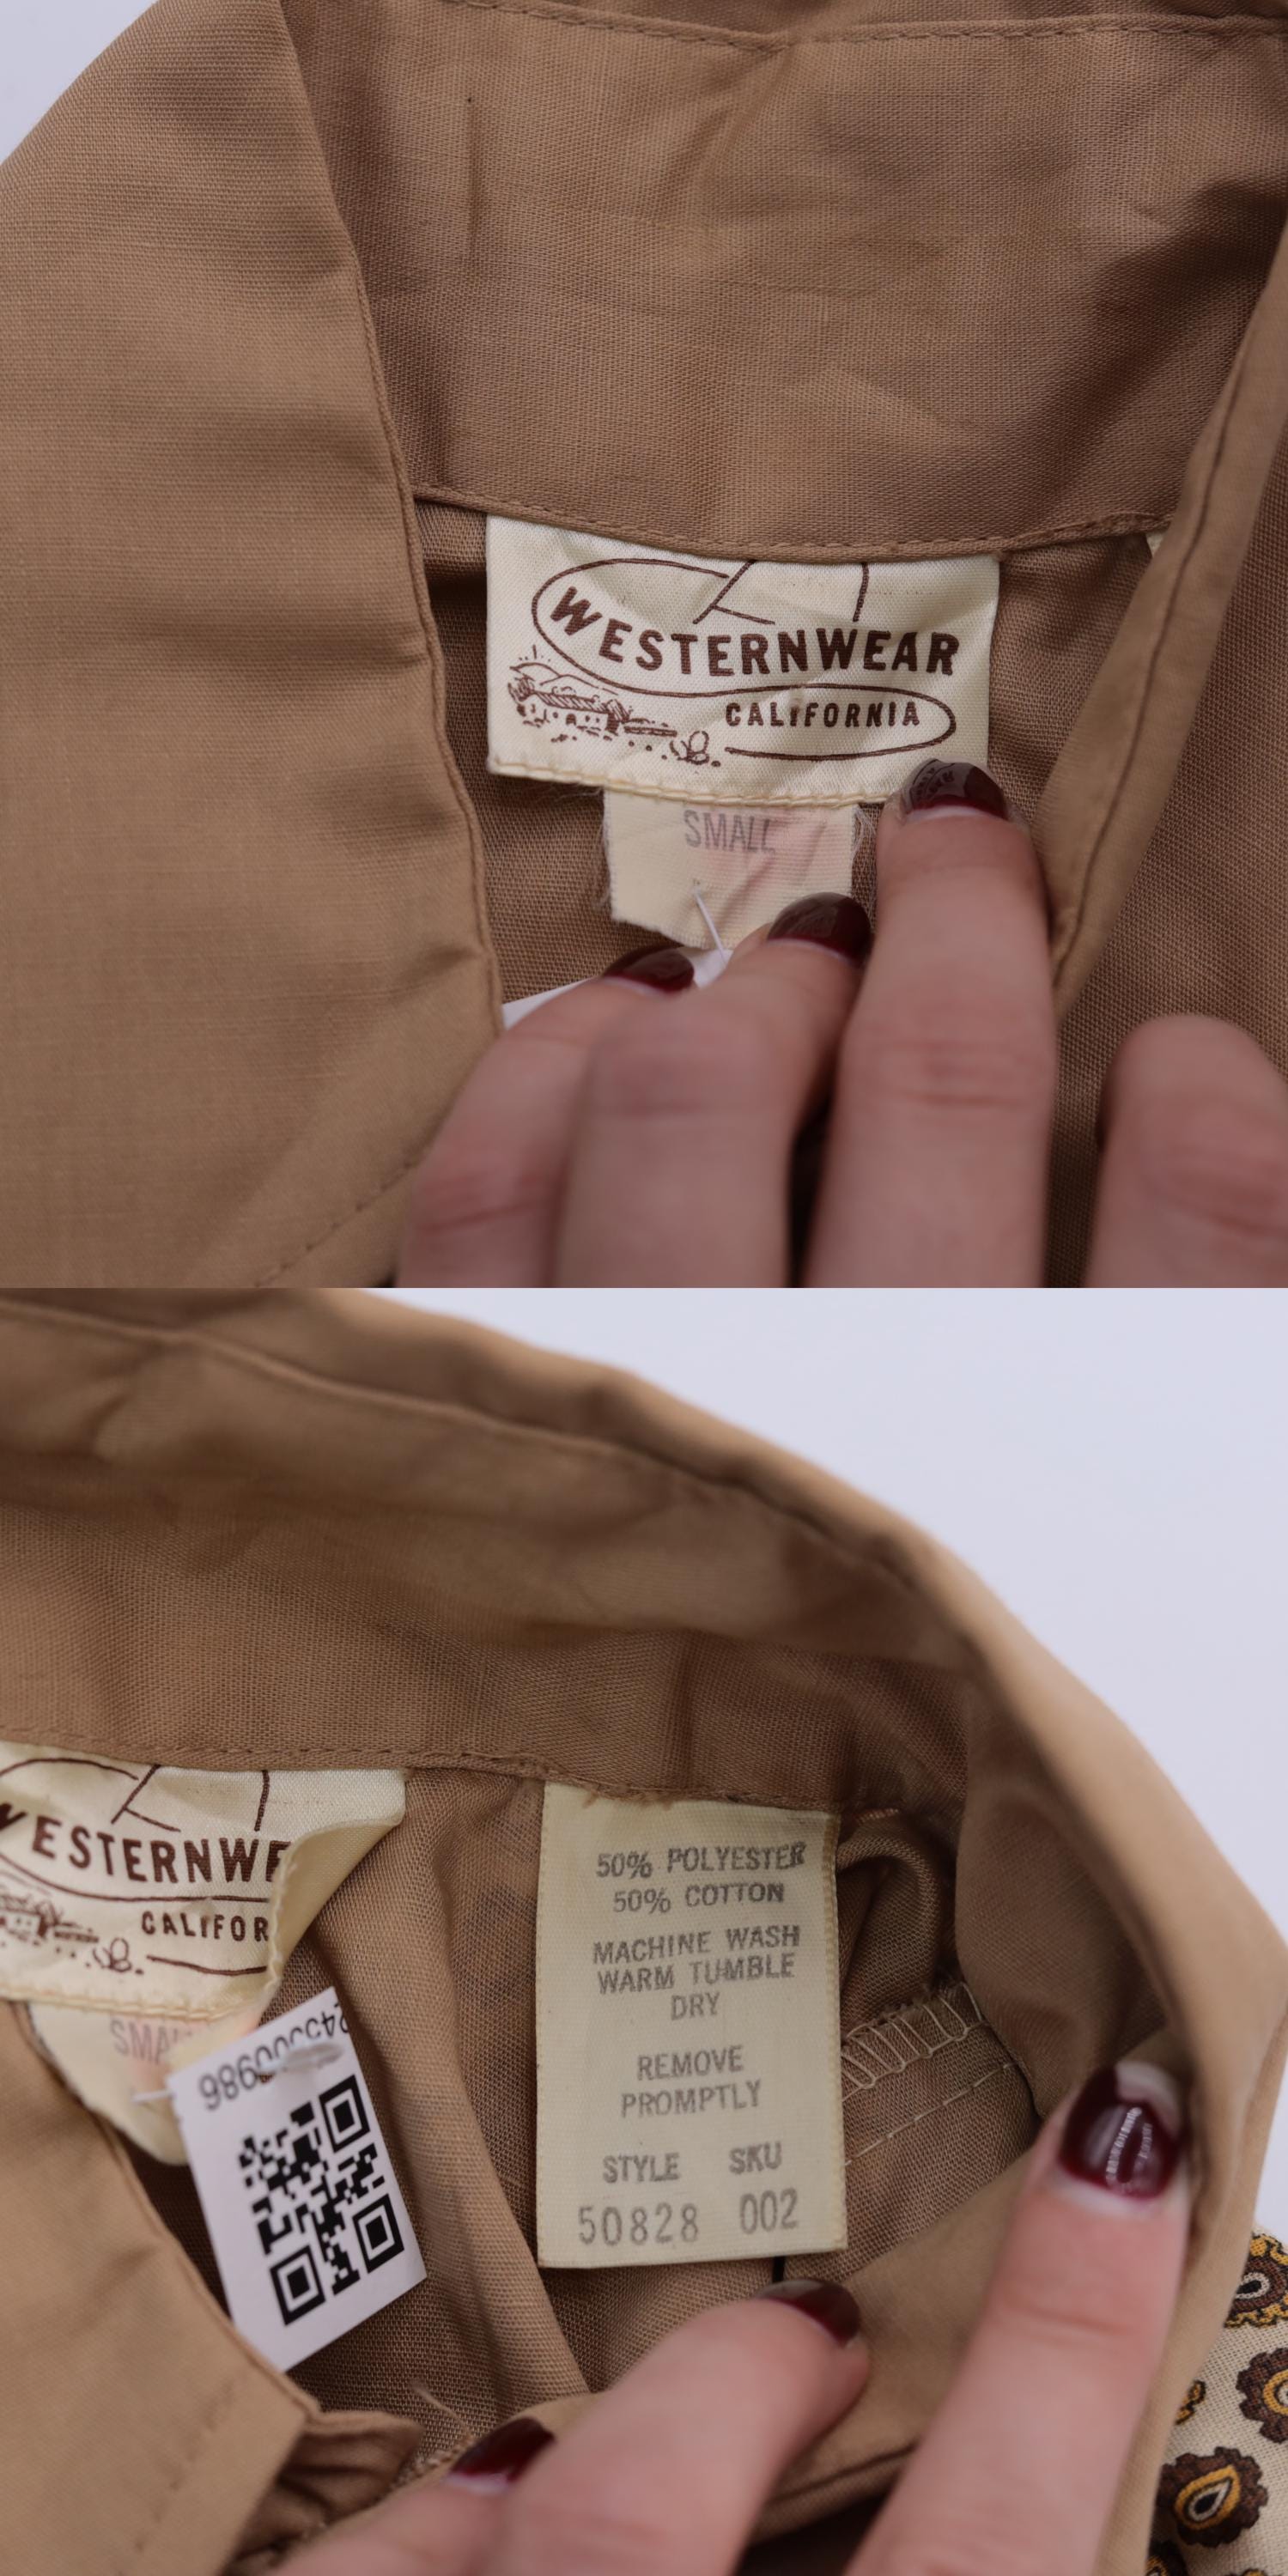 WESTERNWEAR
CALIFORNIA
SMALL
CALIFOR
SMALL
50% POLYESTER
50% COTTON
MACHINE WASH
WARM TUMBLE
DRY
REMOVE
PROMPTLY
STYLE SKU
50828 002